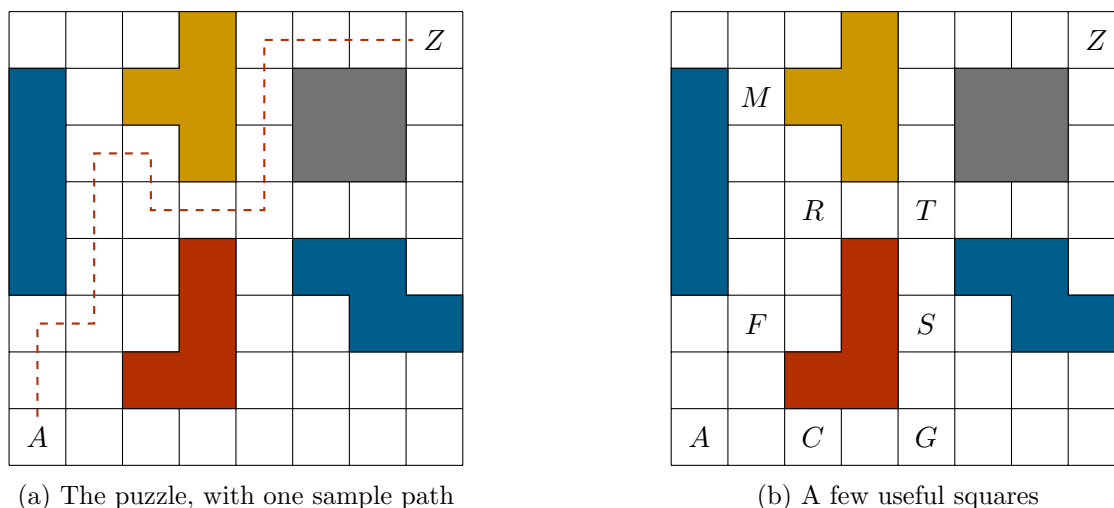 Z
A
(a) The puzzle, with one sample path
Z
M
R T
F S
A C G
(b) A few useful squares